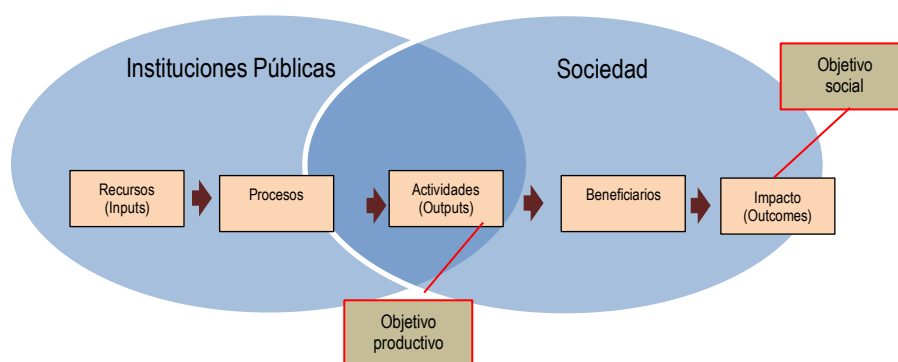 Instituciones Públicas
Sociedad
Objetivo
social
Recursos
(Inputs)
Procesos
Actividades
(Outputs)
Beneficiarios
Impacto
(Outcomes)
Objetivo
productivo